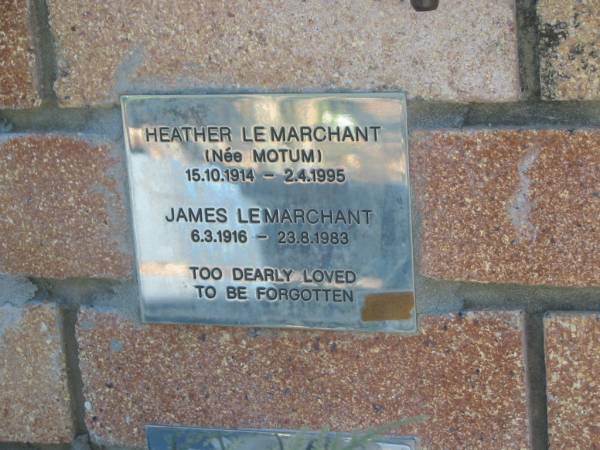 HEATHER LE MARCHANT
(Née MOTUM)
15.10.1914 - 2.4.1995
JAMES LE MARCHANT
6.3.1916 - 23.8.1983
TOO DEARLY LOVED
TO BE FORGOTTEN